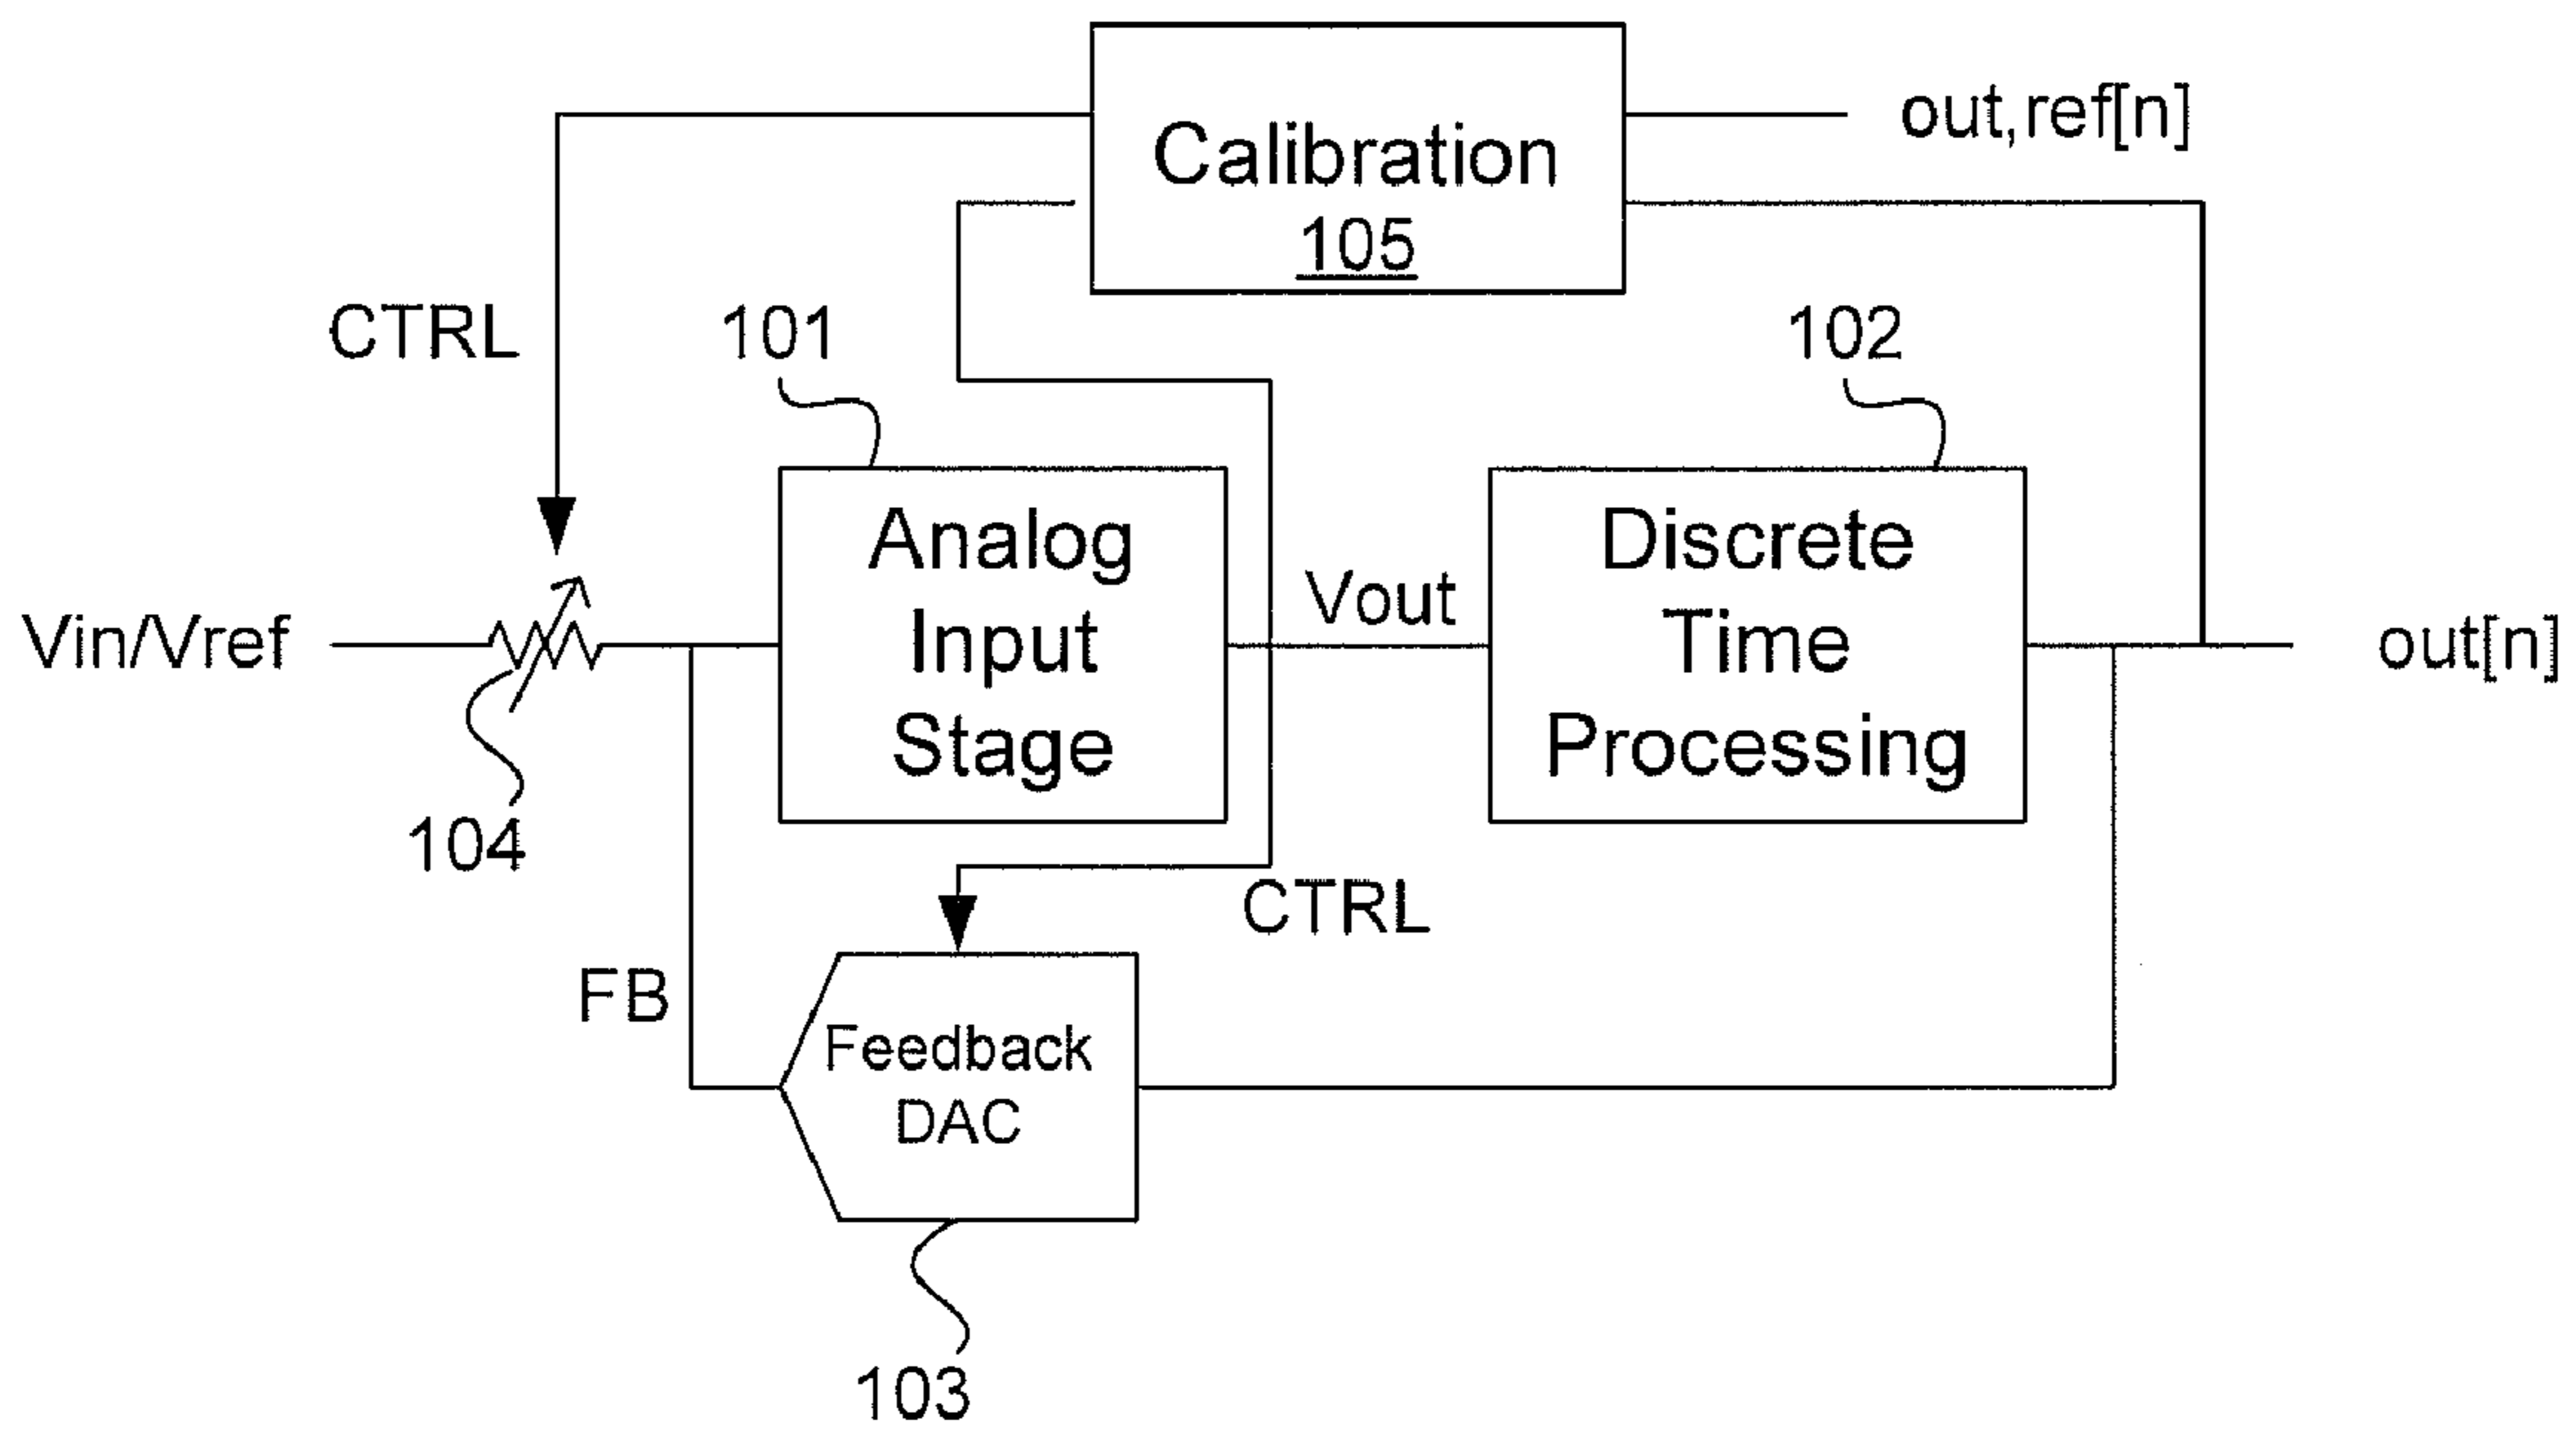 out,ref[n]
Calibration
105
CTRL
101
102
Analog
Input
Stage
Discrete
Time
Processing
Vin/Vref
Vout
out[n]
104
CTRL
FB
Feedback
DAC
103